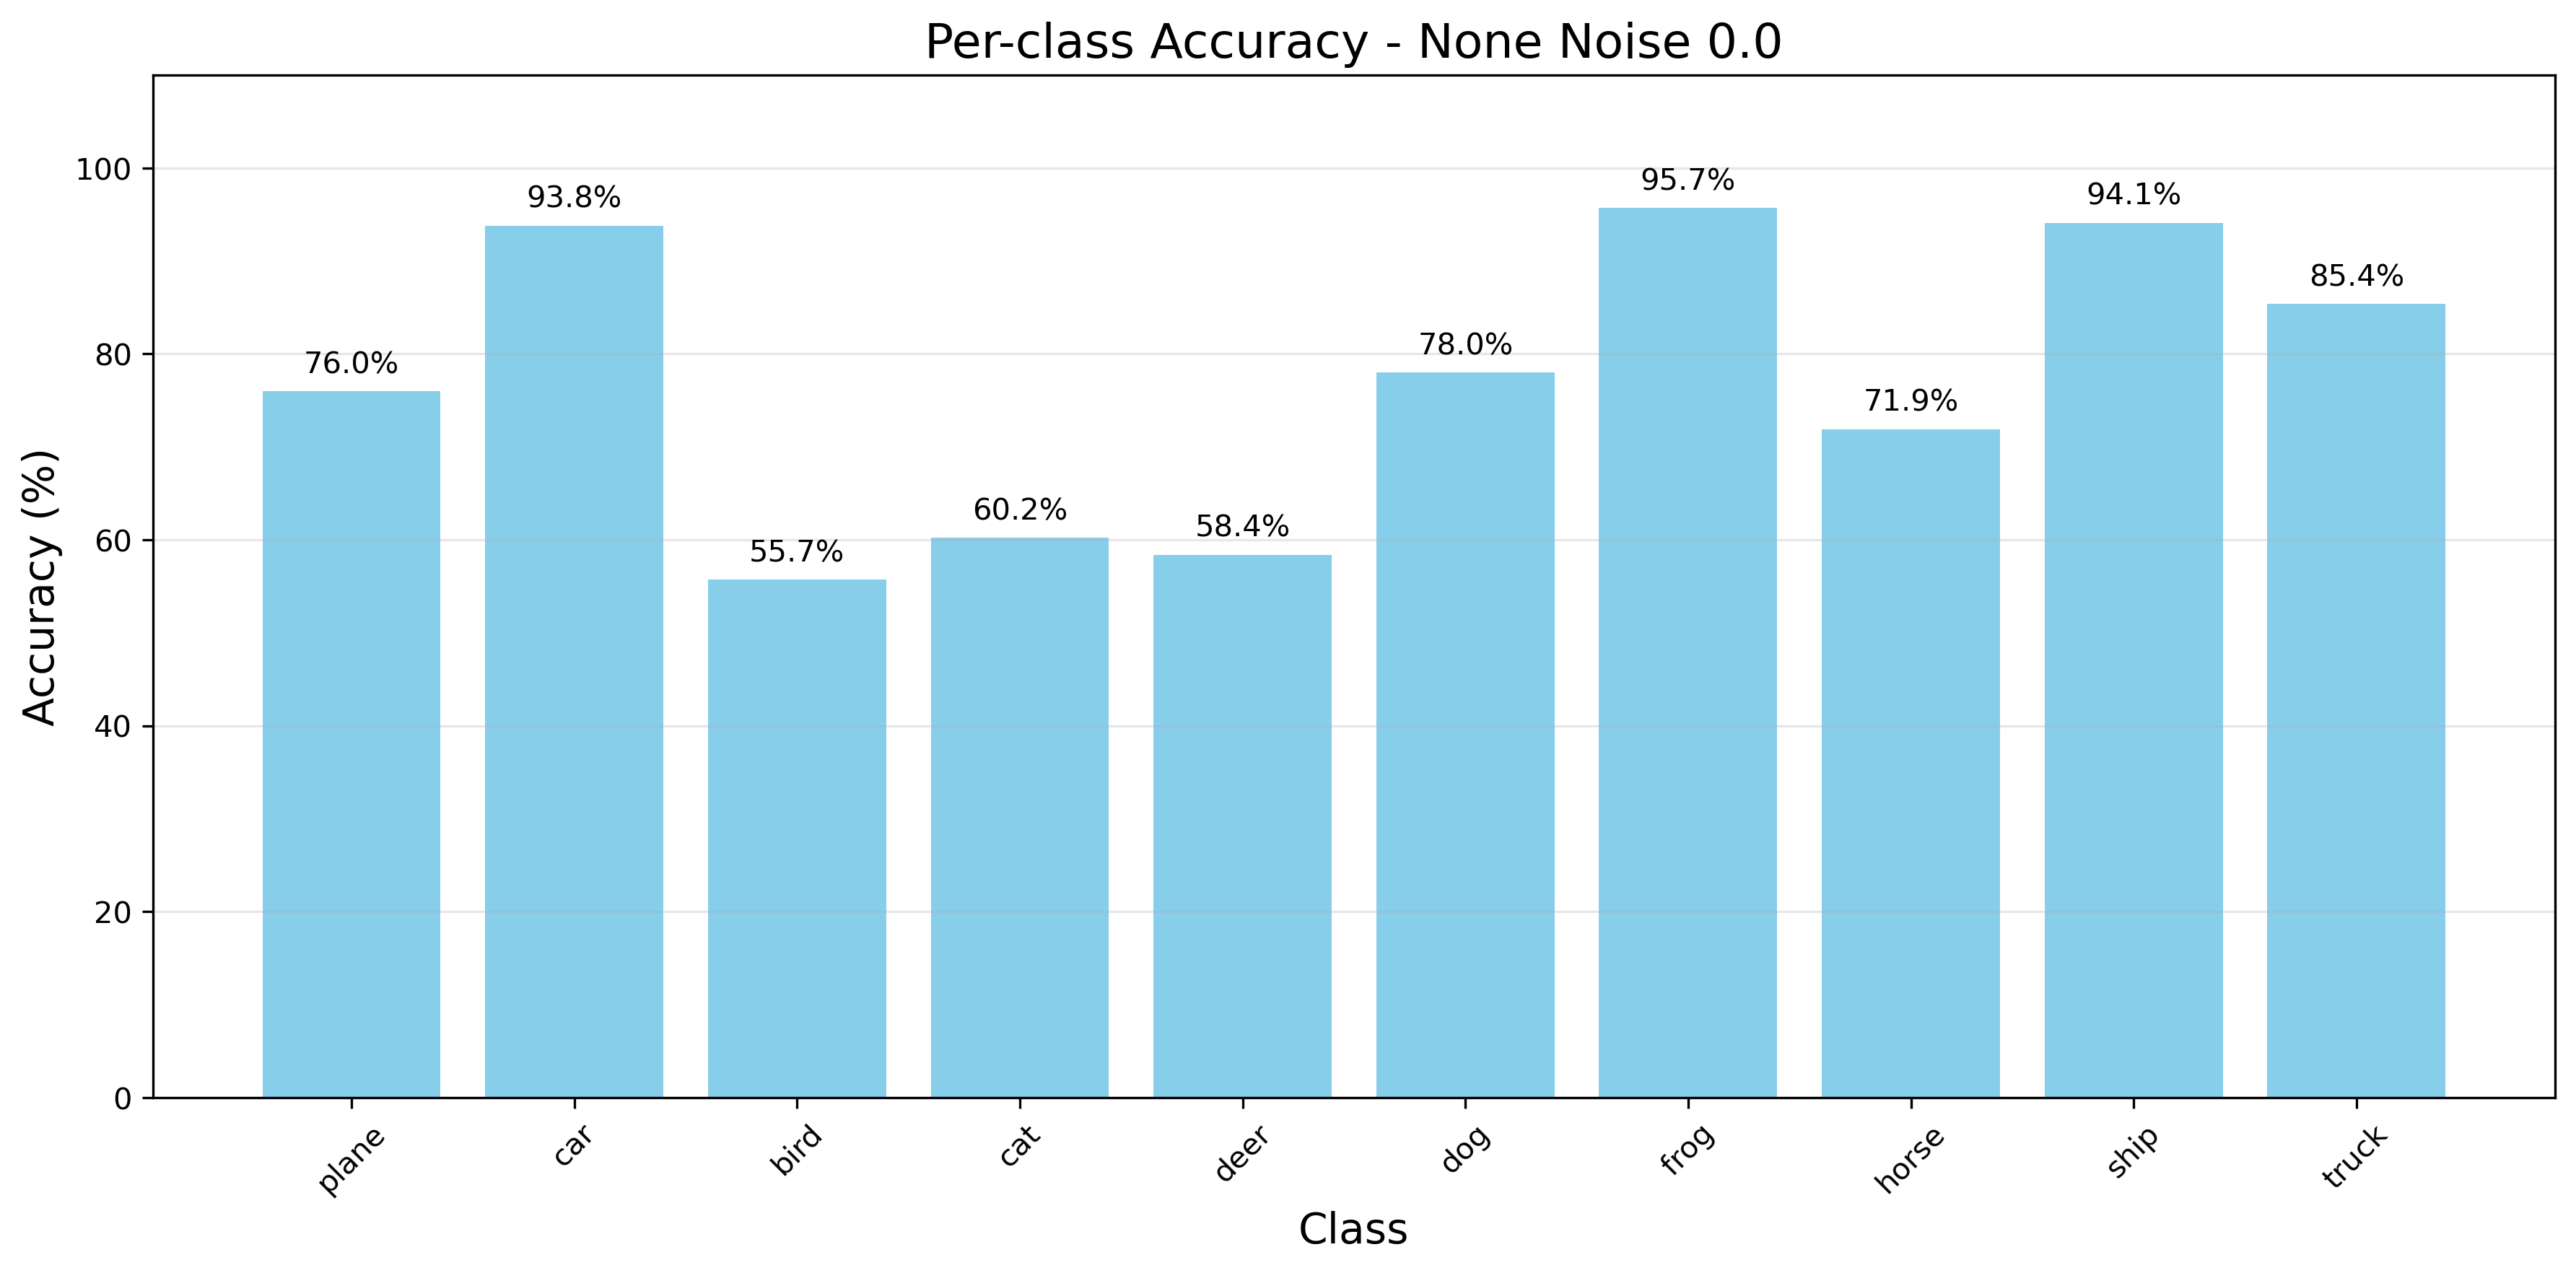 Per-class Accuracy - None Noise 0.0
Accuracy (%)
100
80
60
40
20
0
76.0%
93.8%
55.7%
60.2%
58.4%
78.0%
95.7%
71.9%
94.1%
85.4%
plane
car
bird
cat
deer
dog
frog
horse
ship
truck
Class